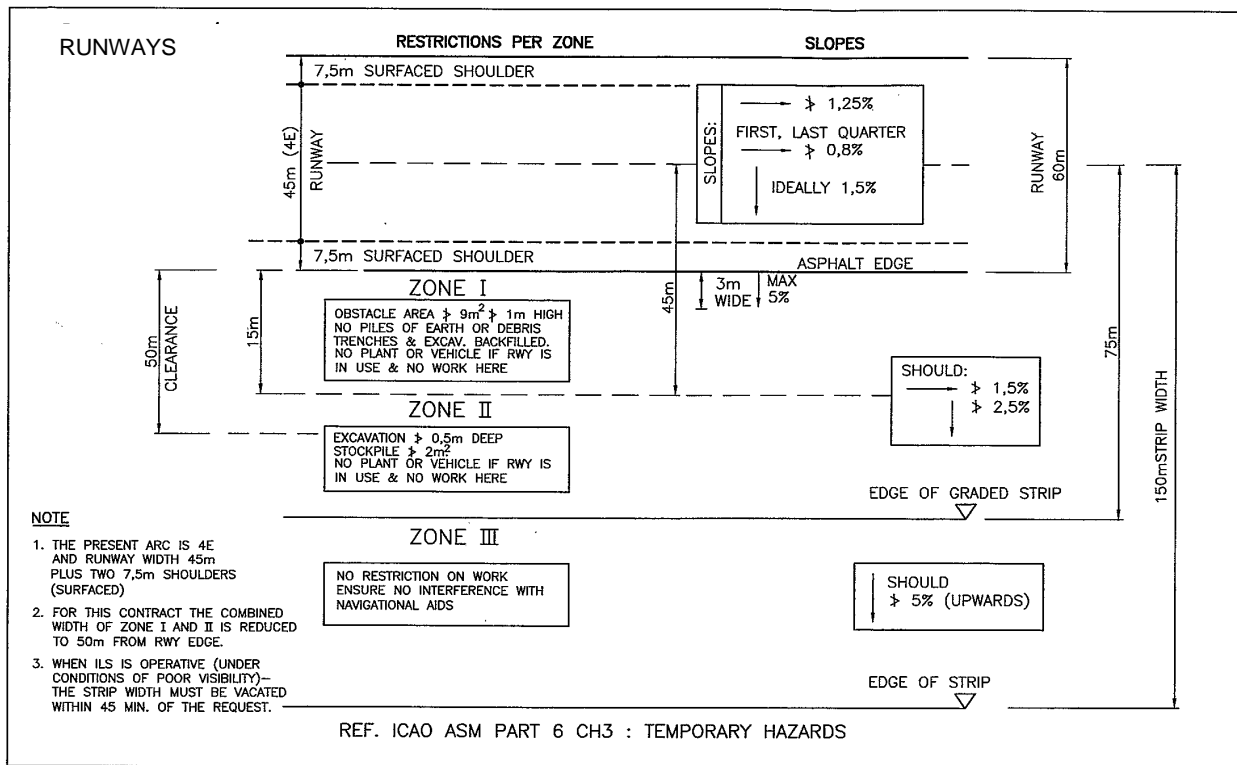 RUNWAYS
RESTRICTIONS PER ZONE
SLOPES
7,5m SURFACED SHOULDER
45m (4E)
RUNWAY
SLOPES:
≯ 1,25%
FIRST, LAST QUARTER
≯ 0,8%
IDEALLY 1,5%
RUNWAY
60m
7,5m SURFACED SHOULDER
ASPHALT EDGE
50m
CLEARANCE
15m
ZONE I
OBSTACLE AREA ≯ 9m² ≯ 1m HIGH
NO PILES OF EARTH OR DEBRIS
TRENCHES & EXCAV. BACKFILLED.
NO PLANT OR VEHICLE IF RWY IS
IN USE & NO WORK HERE
45m
3m
WIDE
MAX
5%
75m
150m STRIP WIDTH
SHOULD:
≯ 1,5%
≯ 2,5%
ZONE II
EXCAVATION ≯ 0,5m DEEP
STOCKPILE ≯ 2m²
NO PLANT OR VEHICLE IF RWY IS
IN USE & NO WORK HERE
EDGE OF GRADED STRIP
ZONE III
NO RESTRICTION ON WORK
ENSURE NO INTERFERENCE WITH
NAVIGATIONAL AIDS
SHOULD
≯ 5% (UPWARDS)
EDGE OF STRIP
NOTE
1. THE PRESENT ARC IS 4E
AND RUNWAY WIDTH 45m
PLUS TWO 7,5m SHOULDERS
(SURFACED)
2. FOR THIS CONTRACT THE COMBINED
WIDTH OF ZONE I AND II IS REDUCED
TO 50m FROM RWY EDGE.
3. WHEN ILS IS OPERATIVE (UNDER
CONDITIONS OF POOR VISIBILITY)–
THE STRIP WIDTH MUST BE VACATED
WITHIN 45 MIN. OF THE REQUEST.
REF. ICAO ASM PART 6 CH3 : TEMPORARY HAZARDS